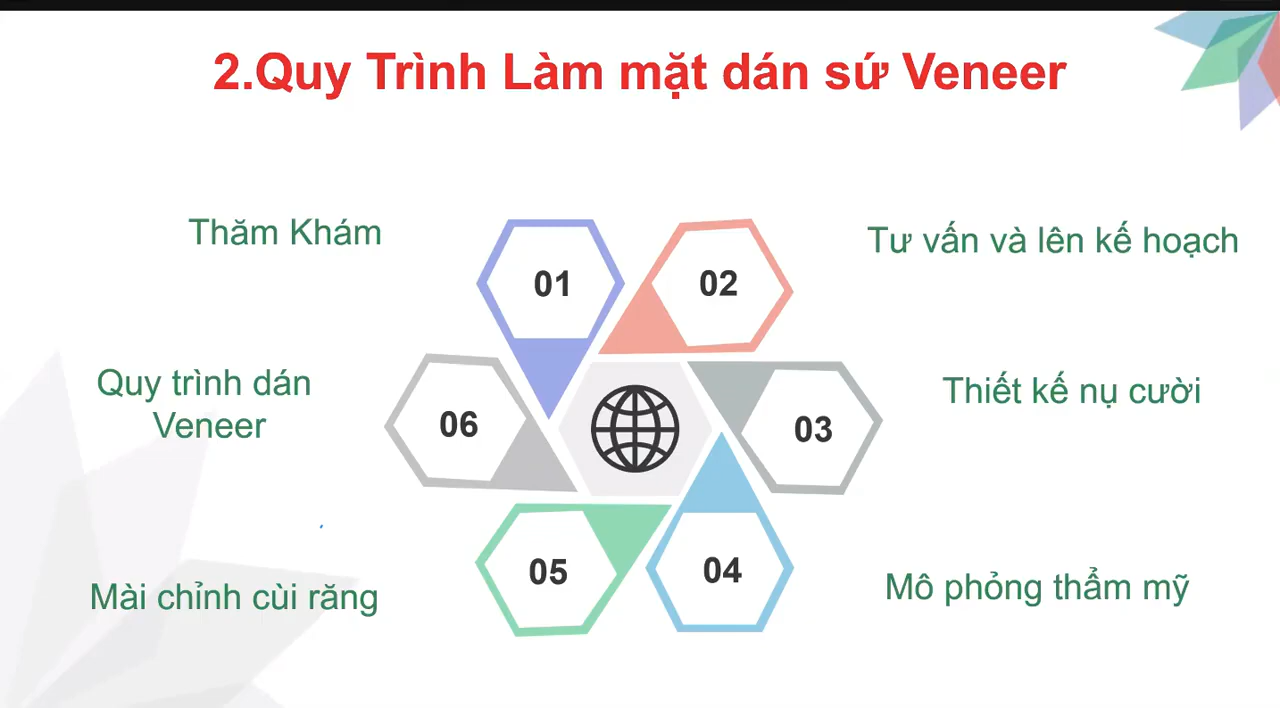 2.Quy Trình Làm mặt dán sứ Veneer
Thăm Khám
01
02
Tư vấn và lên kế hoạch
Quy trình dán
Veneer
06
03
Thiết kế nụ cười
Mài chỉnh cùi răng
05
04
Mô phỏng thẩm mỹ